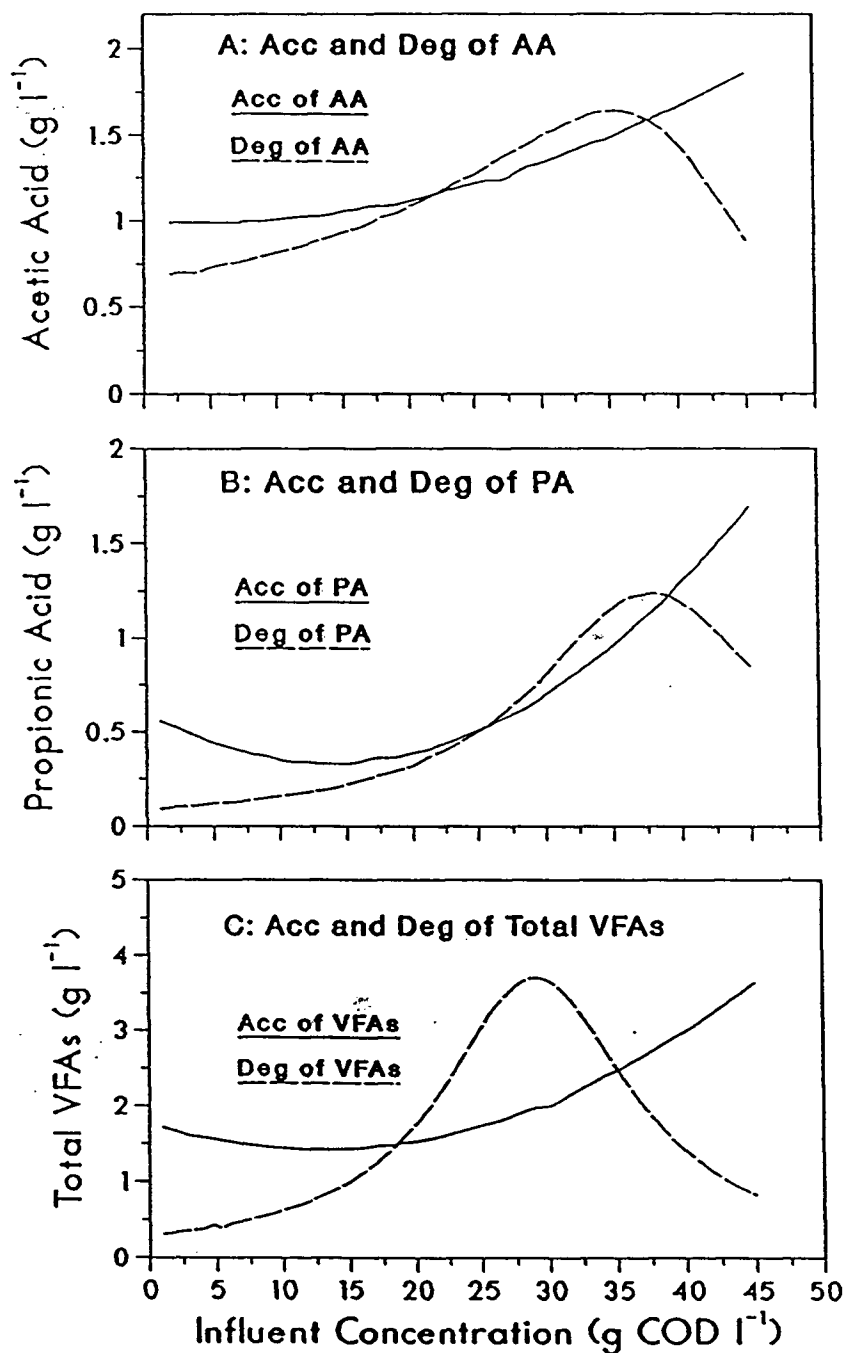 A: Acc and Deg of AA
Acc of AA
Deg of AA
Acetic Acid (g l⁻¹)
2
1.5
1
0.5
0
B: Acc and Deg of PA
Acc of PA
Deg of PA
Propionic Acid (g l⁻¹)
2
1.5
1
0.5
0
C: Acc and Deg of Total VFAs
Acc of VFAs
Deg of VFAs
Total VFAs (g l⁻¹)
5
4
3
2
1
0
0 5 10 15 20 25 30 35 40 45 50
Influent Concentration (g COD l⁻¹)